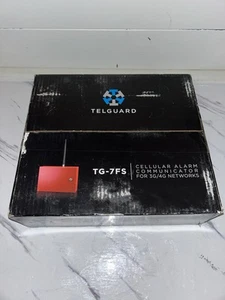 TELGUARD
TG-7FS
CELLULAR ALARM
COMMUNICATOR
FOR 3G/4G NETWORKS